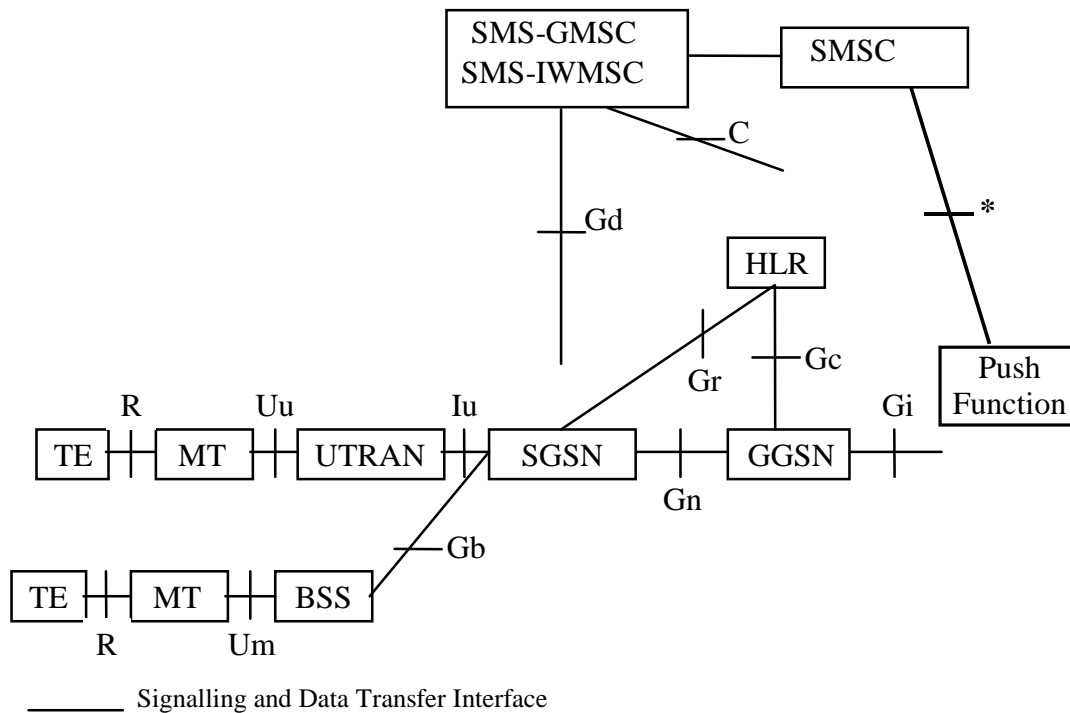 SMS-GMSC
SMS-IWMSC
SMSC
C
*
Gd
HLR
Gr
Gc
Push
Function
R
Uu
Iu
Gi
TE
MT
UTRAN
SGSN
GGSN
Gn
Gb
TE
MT
BSS
R
Um
Signalling and Data Transfer Interface